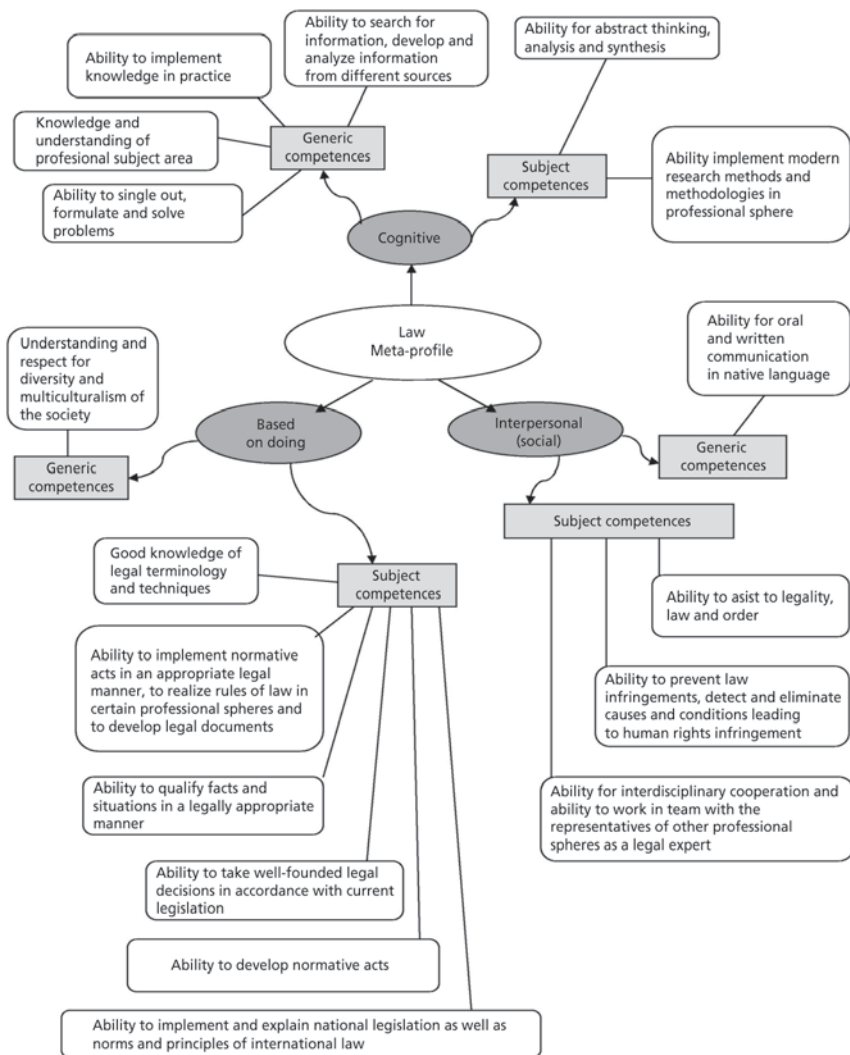 Ability to search for
information, develop and
analyze information
from different sources
Ability for abstract thinking,
analysis and synthesis
Ability to implement
knowledge in practice
Knowledge and
understanding of
profesional subject area
Generic
competences
Subject
competences
Ability implement modern
research methods and
methodologies in
professional sphere
Ability to single out,
formulate and solve
problems
Cognitive
Law
Meta-profile
Understanding and
respect for
diversity and
multiculturalism of
the society
Ability for oral
and written
communication
in native language
Based
on doing
Interpersonal
(social)
Generic
competences
Generic
competences
Subject competences
Good knowledge of
legal terminology
and techniques
Subject
competences
Ability to asist to legality,
law and order
Ability to implement normative
acts in an appropriate legal
manner, to realize rules of law in
certain professional spheres and
to develop legal documents
Ability to prevent law
infringements, detect and eliminate
causes and conditions leading
to human rights infringement
Ability to qualify facts and
situations in a legally appropriate
manner
Ability for interdisciplinary cooperation and
ability to work in team with the
representatives of other professional
spheres as a legal expert
Ability to take well-founded legal
decisions in accordance with current
legislation
Ability to develop normative acts
Ability to implement and explain national legislation as well as
norms and principles of international law